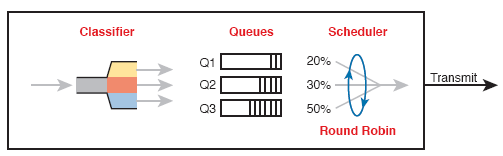 Classifier
Queues
Scheduler
Q1
20%
Q2
30%
Q3
50%
Transmit
Round Robin